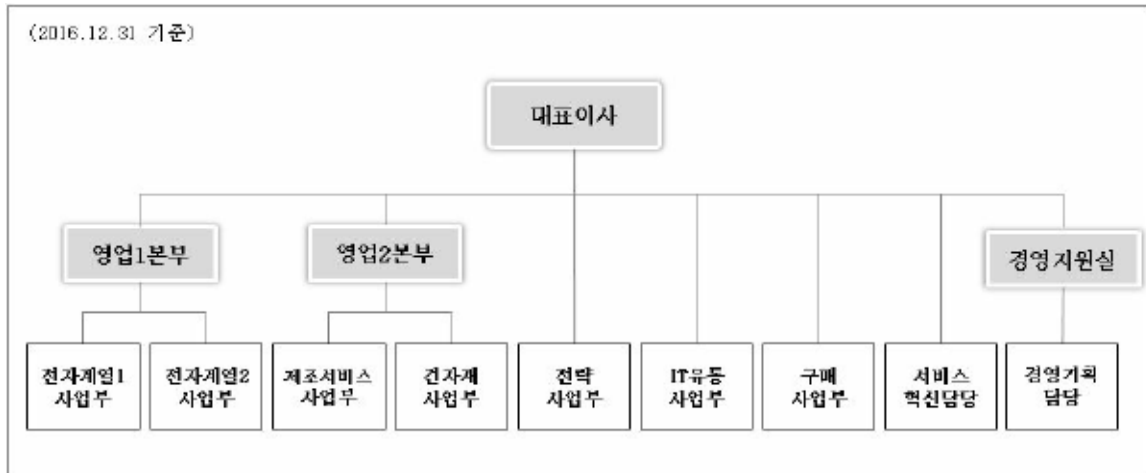 (2016.12.31 기준)
대표이사
영업1본부
영업2본부
경영지원실
전자계열1
사업부
전자계열2
사업부
제조서비스
사업부
건자재
사업부
전략
사업부
IT유통
사업부
구매
사업부
서비스
혁신담당
경영기획
담당